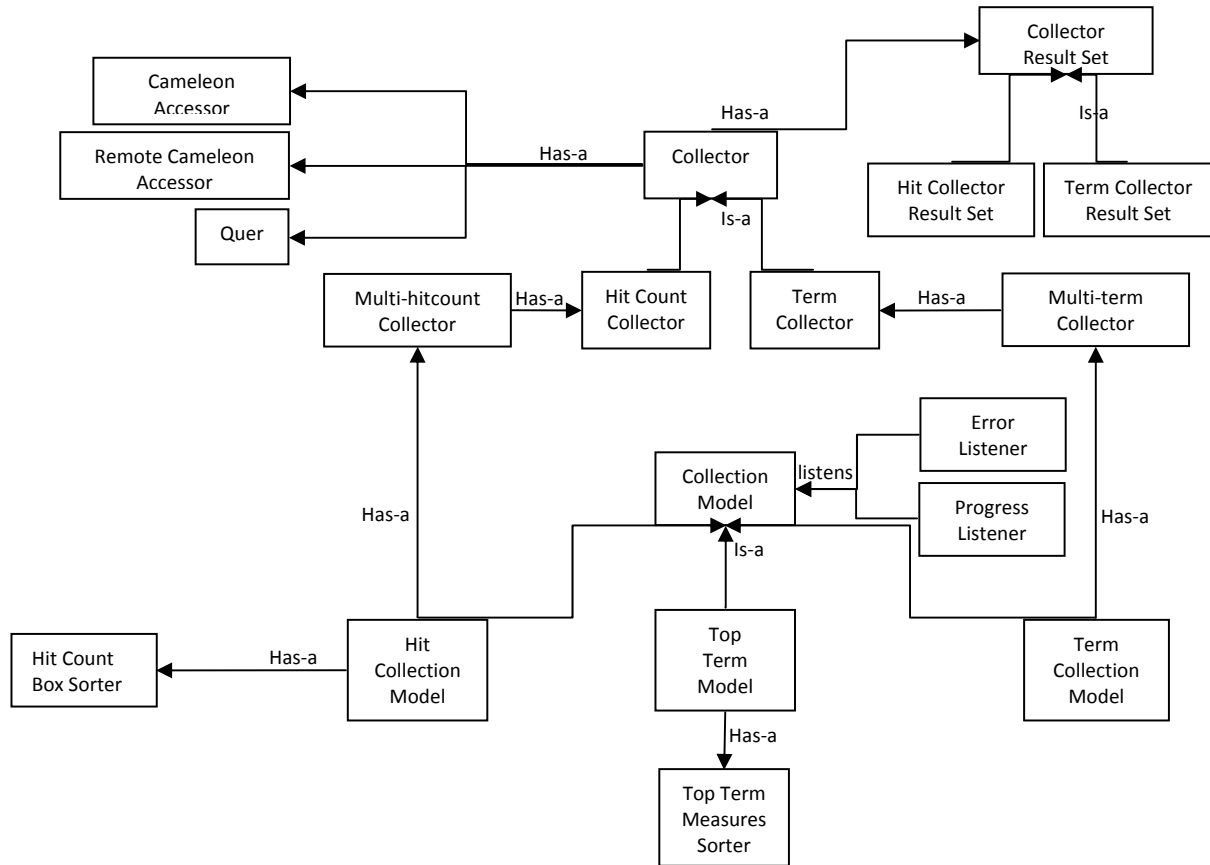 Collector
Result Set
Cameleon
Accessor
Has-a
Is-a
Remote Cameleon
Accessor
Has-a
Collector
Hit Collector
Result Set
Term Collector
Result Set
Quer
Is-a
Multi-hitcount
Collector
Has-a
Hit Count
Collector
Term
Collector
Has-a
Multi-term
Collector
Error
Listener
Collection
Model
listens
Progress
Listener
Has-a
Has-a
Is-a
Hit Count
Box Sorter
Has-a
Hit
Collection
Model
Top
Term
Model
Term
Collection
Model
Has-a
Top Term
Measures
Sorter